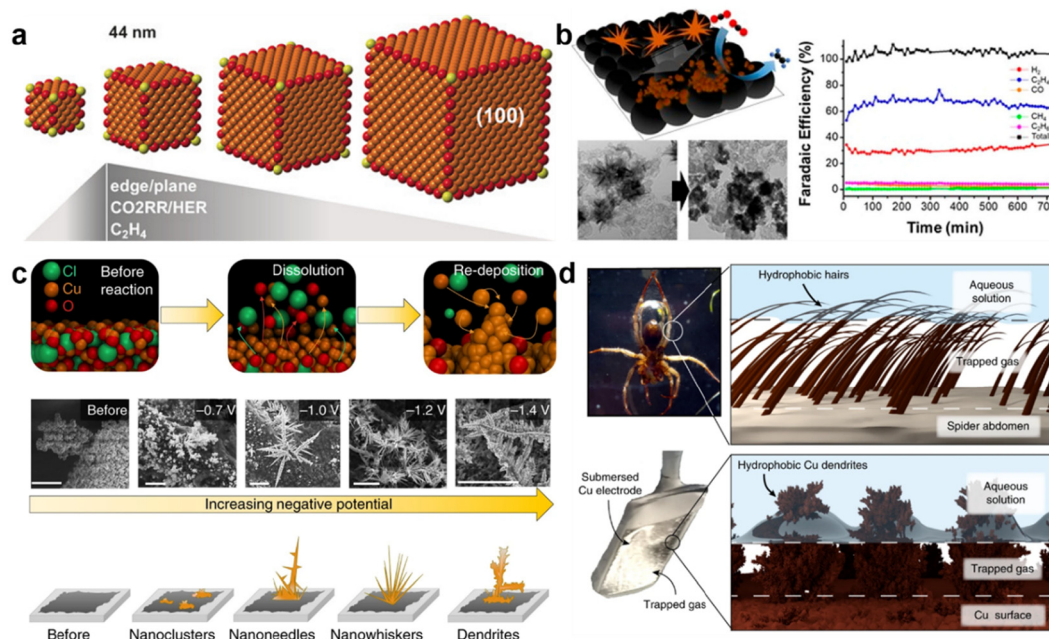 a
44 nm
(100)
edge/plane
CO2RR/HER
C₂H₄
b
Faradaic Efficiency (%)
100
80
60
40
20
0
H₂
C₂H₄
CO
CH₄
C₂H₆
Total
0
100
200
300
400
500
600
700
Time (min)
c
Cl
Cu
O
Before
reaction
Dissolution
Re-deposition
Before
–0.7 V
–1.0 V
–1.2 V
–1.4 V
Increasing negative potential
Before
Nanoclusters
Nanoneedles
Nanowhiskers
Dendrites
d
Hydrophobic hairs
Aqueous
solution
Trapped gas
Spider abdomen
Submersed
Cu electrode
Trapped gas
Hydrophobic Cu dendrites
Aqueous
solution
Trapped gas
Cu surface